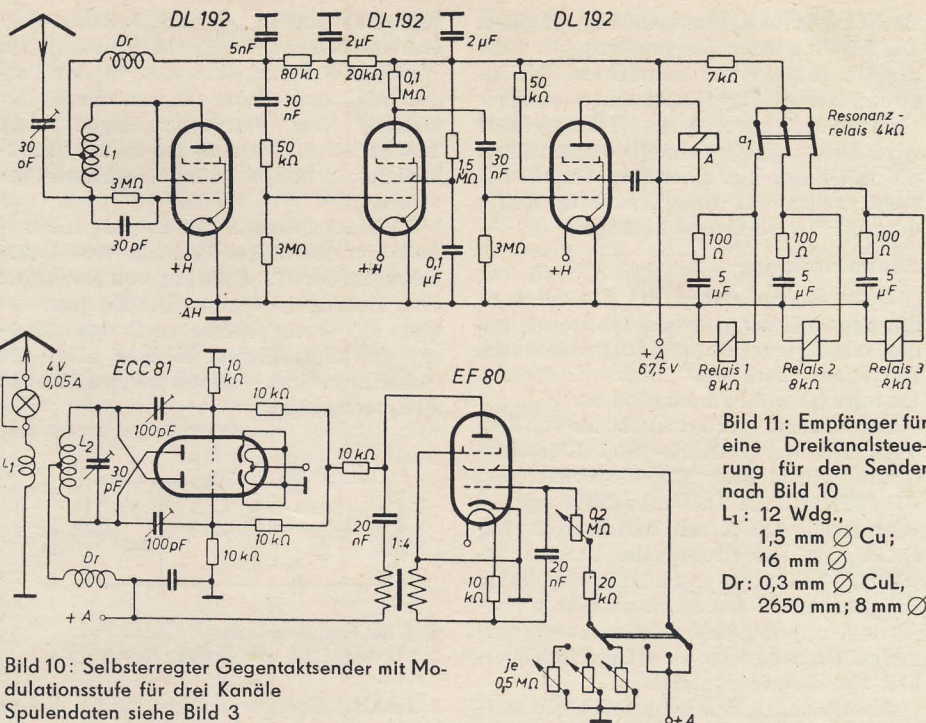 DL 192 DL 192 DL 192
Dr
5nF
2µF
2µF
80kΩ
20kΩ
0,1 MΩ
50 kΩ
7kΩ
30 nF
30 pF
L1
3MΩ
30 pF
50 kΩ
3MΩ
1,5 MΩ
0,1 µF
30 nF
3MΩ
A
a1
Resonanz-
relais 4kΩ
100 Ω
100 Ω
100 Ω
5 µF
5 µF
5 µF
+H
+H
+H
-AH
+A
67,5V
Relais 1
8kΩ
Relais 2
8kΩ
Relais 3
8kΩ
4V
0,05A
ECC 81
EF 80
L1
L2
100pF
30 pF
100pF
10 kΩ
10kΩ
10kΩ
10kΩ
10kΩ
20 nF
1:4
Dr
+A
10 kΩ
20 nF
0,2 MΩ
20 kΩ
je
0,5 MΩ
+A
Bild 11: Empfänger für
eine Dreikanalsteue-
rung für den Sender
nach Bild 10
L1: 12 Wdg.,
1,5 mm ∅ Cu;
16 mm ∅
Dr: 0,3 mm ∅ CuL,
2650 mm; 8 mm ∅
Bild 10: Selbsterregter Gegentaktsender mit Mo-
dulationsstufe für drei Kanäle
Spulendaten siehe Bild 3